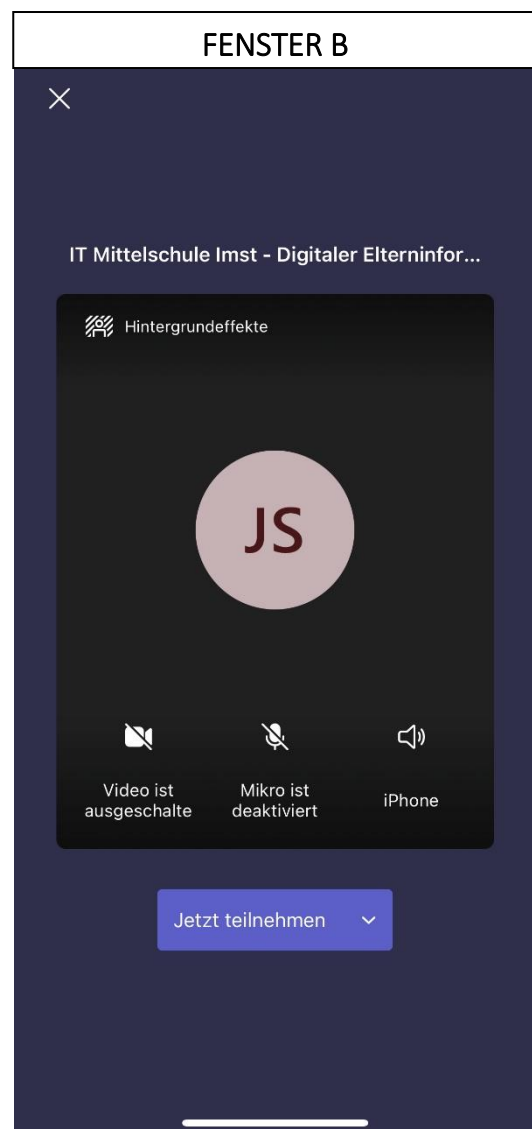 FENSTER B
IT Mittelschule Imst - Digitaler Elterninfor...
Hintergrundeffekte
JS
Video ist
ausgeschalte
Mikro ist
deaktiviert
iPhone
Jetzt teilnehmen